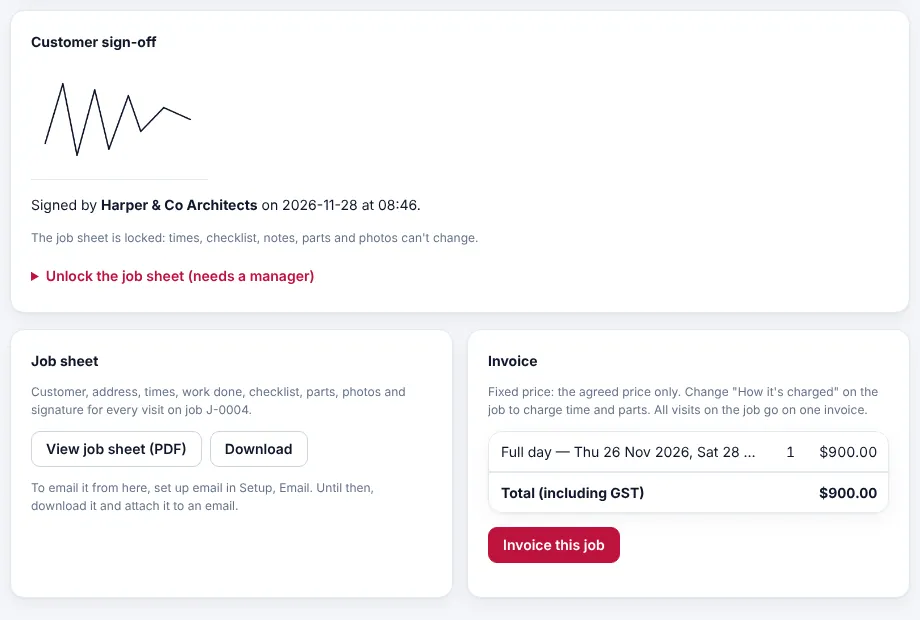 Customer sign-off
Signed by Harper & Co Architects on 2026-11-28 at 08:46.
The job sheet is locked: times, checklist, notes, parts and photos can't change.
Unlock the job sheet (needs a manager)
Job sheet
Customer, address, times, work done, checklist, parts, photos and
signature for every visit on job J-0004.
View job sheet (PDF) Download
To email it from here, set up email in Setup, Email. Until then,
download it and attach it to an email.
Invoice
Fixed price: the agreed price only. Change "How it's charged" on the
job to charge time and parts. All visits on the job go on one invoice.
Full day — Thu 26 Nov 2026, Sat 28 ... 1 $900.00
Total (including GST) $900.00
Invoice this job